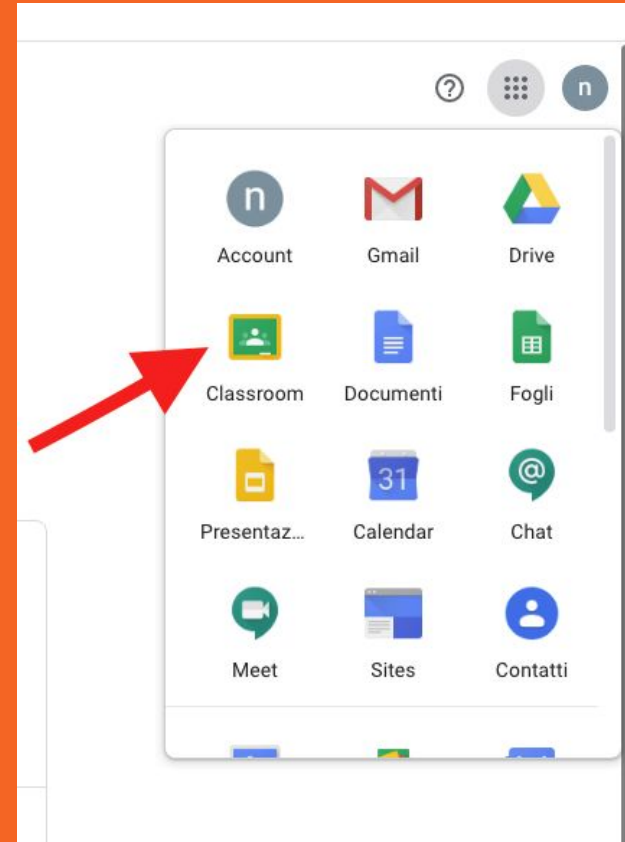 n
n
Account Gmail Drive
Classroom Documenti Fogli
31 @
Presentaz... Calendar Chat
Meet Sites Contatti